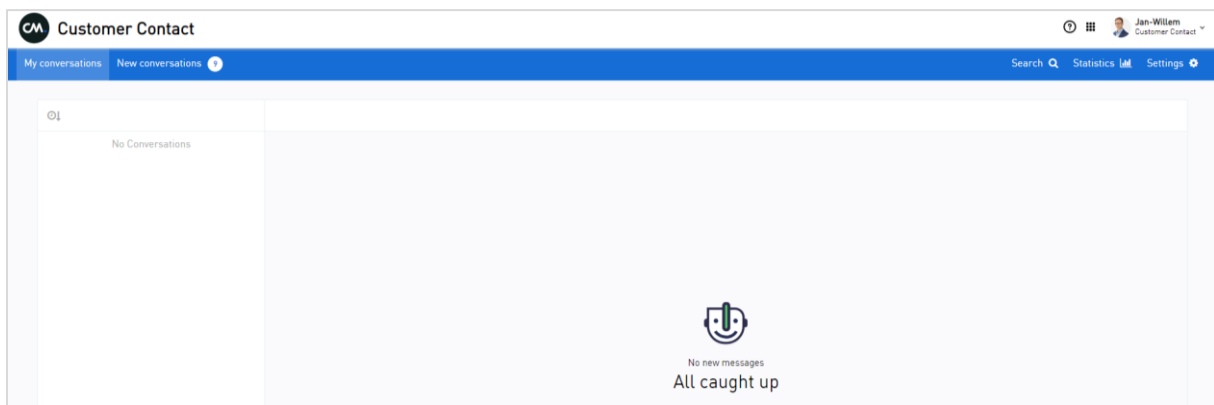 CM. Customer Contact
Jan-Willem
Customer Contact
My conversations New conversations 9
Search Statistics Settings
No Conversations
No new messages
All caught up